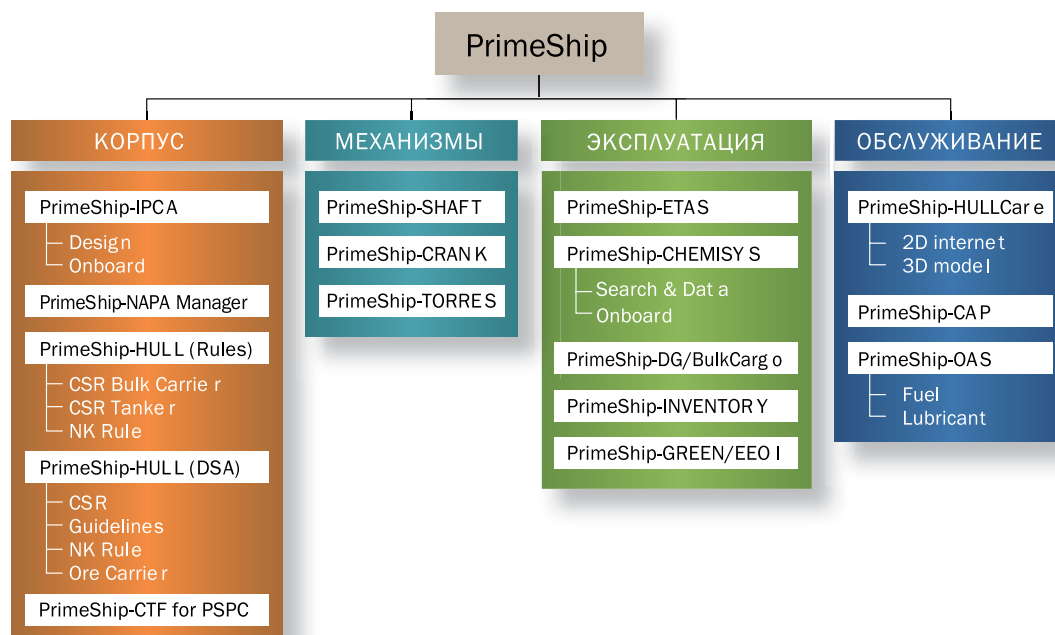 PrimeShip
КОРПУС
PrimeShip-IPCA
Design
Onboard
PrimeShip-NAPA Manager
PrimeShip-HULL (Rules)
CSR Bulk Carrier
CSR Tanker
NK Rule
PrimeShip-HULL (DSA)
CSR
Guidelines
NK Rule
Ore Carrier
PrimeShip-CTF for PSPC
МЕХАНИЗМЫ
PrimeShip-SHAFT
PrimeShip-CRANK
PrimeShip-TORRES
ЭКСПЛУАТАЦИЯ
PrimeShip-ETAS
PrimeShip-CHEMISYS
Search & Data
Onboard
PrimeShip-DG/BulkCargo
PrimeShip-INVENTORY
PrimeShip-GREEN/EEOI
ОБСЛУЖИВАНИЕ
PrimeShip-HULLCare
2D internet
3D model
PrimeShip-CAP
PrimeShip-OAS
Fuel
Lubricant